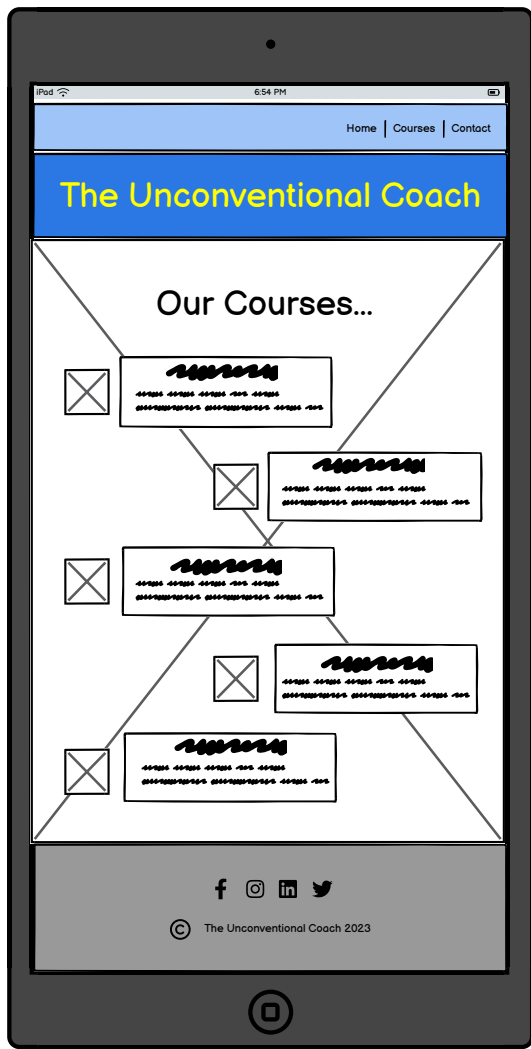 iPad 6:54 PM
Home Courses Contact
The Unconventional Coach
Our Courses...
© The Unconventional Coach 2023